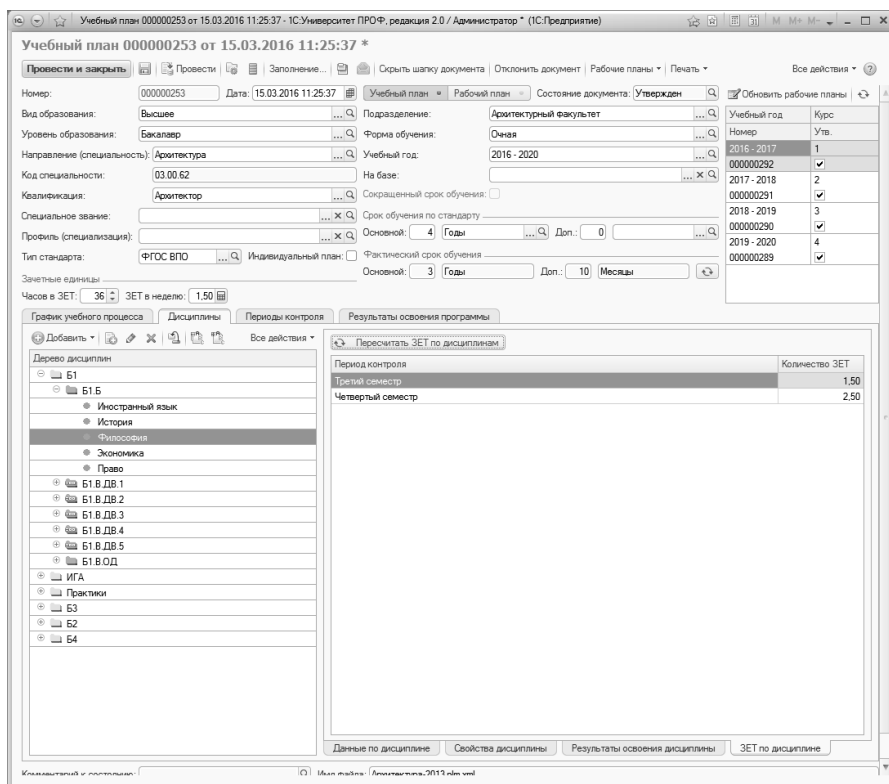 Учебный план 000000253 от 15.03.2016 11:25:37 - 1С:Университет ПРОФ, редакция 2.0 / Администратор * (1С:Предприятие) M M+ M-
Учебный план 000000253 от 15.03.2016 11:25:37 *
Провести и закрыть Провести Заполнение... Скрыть шапку документа Отклонить документ Рабочие планы Печать Все действия
Номер: 000000253 Дата: 15.03.2016 11:25:37 Учебный план Рабочий план Состояние документа: Утвержден Обновить рабочие планы
Вид образования: Высшее Подразделение: Архитектурный факультет Учебный год Курс
Уровень образования: Бакалавр Форма обучения: Очная Номер Утв.
Направление (специальность): Архитектура Учебный год: 2016 - 2020 2016 - 2017 1
000000292
Код специальности: 03.00.62 На базе: 2017 - 2018 2
Квалификация: Архитектор Сокращенный срок обучения: 000000291
Специальное звание: Срок обучения по стандарту 2018 - 2019 3
Профиль (специализация): Основной: 4 Годы Доп.: 0 000000290
2019 - 2020 4
Тип стандарта: ФГОС ВПО Индивидуальный план: Фактический срок обучения 000000289
Зачетные единицы Основной: 3 Годы Доп.: 10 Месяцы
Часов в ЗЕТ: 36 ЗЕТ в неделю: 1,50
График учебного процесса Дисциплины Периоды контроля Результаты освоения программы
Добавить Все действия Пересчитать ЗЕТ по дисциплинам
Дерево дисциплин Период контроля Количество ЗЕТ
Б1 Третий семестр 1,50
Б1.Б Четвертый семестр 2,50
Иностранный язык
История
Философия
Экономика
Право
Б1.В.ДВ.1
Б1.В.ДВ.2
Б1.В.ДВ.3
Б1.В.ДВ.4
Б1.В.ДВ.5
Б1.В.ОД
ИГА
Практики
Б3
Б2
Б4
Данные по дисциплине Свойства дисциплины Результаты освоения дисциплины ЗЕТ по дисциплине
Комментарий к состоянию: Имя файла: Архитектура-2013.plm.xml